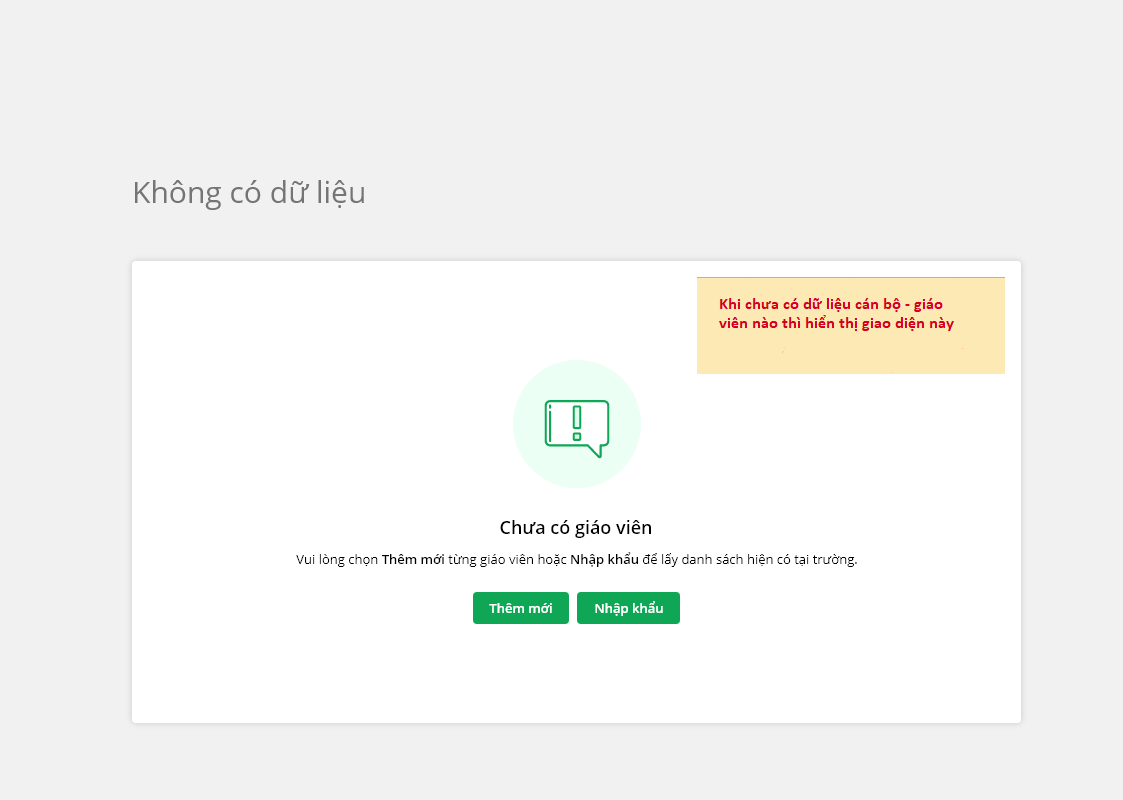 Không có dữ liệu
Khi chưa có dữ liệu cán bộ - giáo
viên nào thì hiển thị giao diện này
Chưa có giáo viên
Vui lòng chọn Thêm mới từng giáo viên hoặc Nhập khẩu để lấy danh sách hiện có tại trường.
Thêm mới
Nhập khẩu